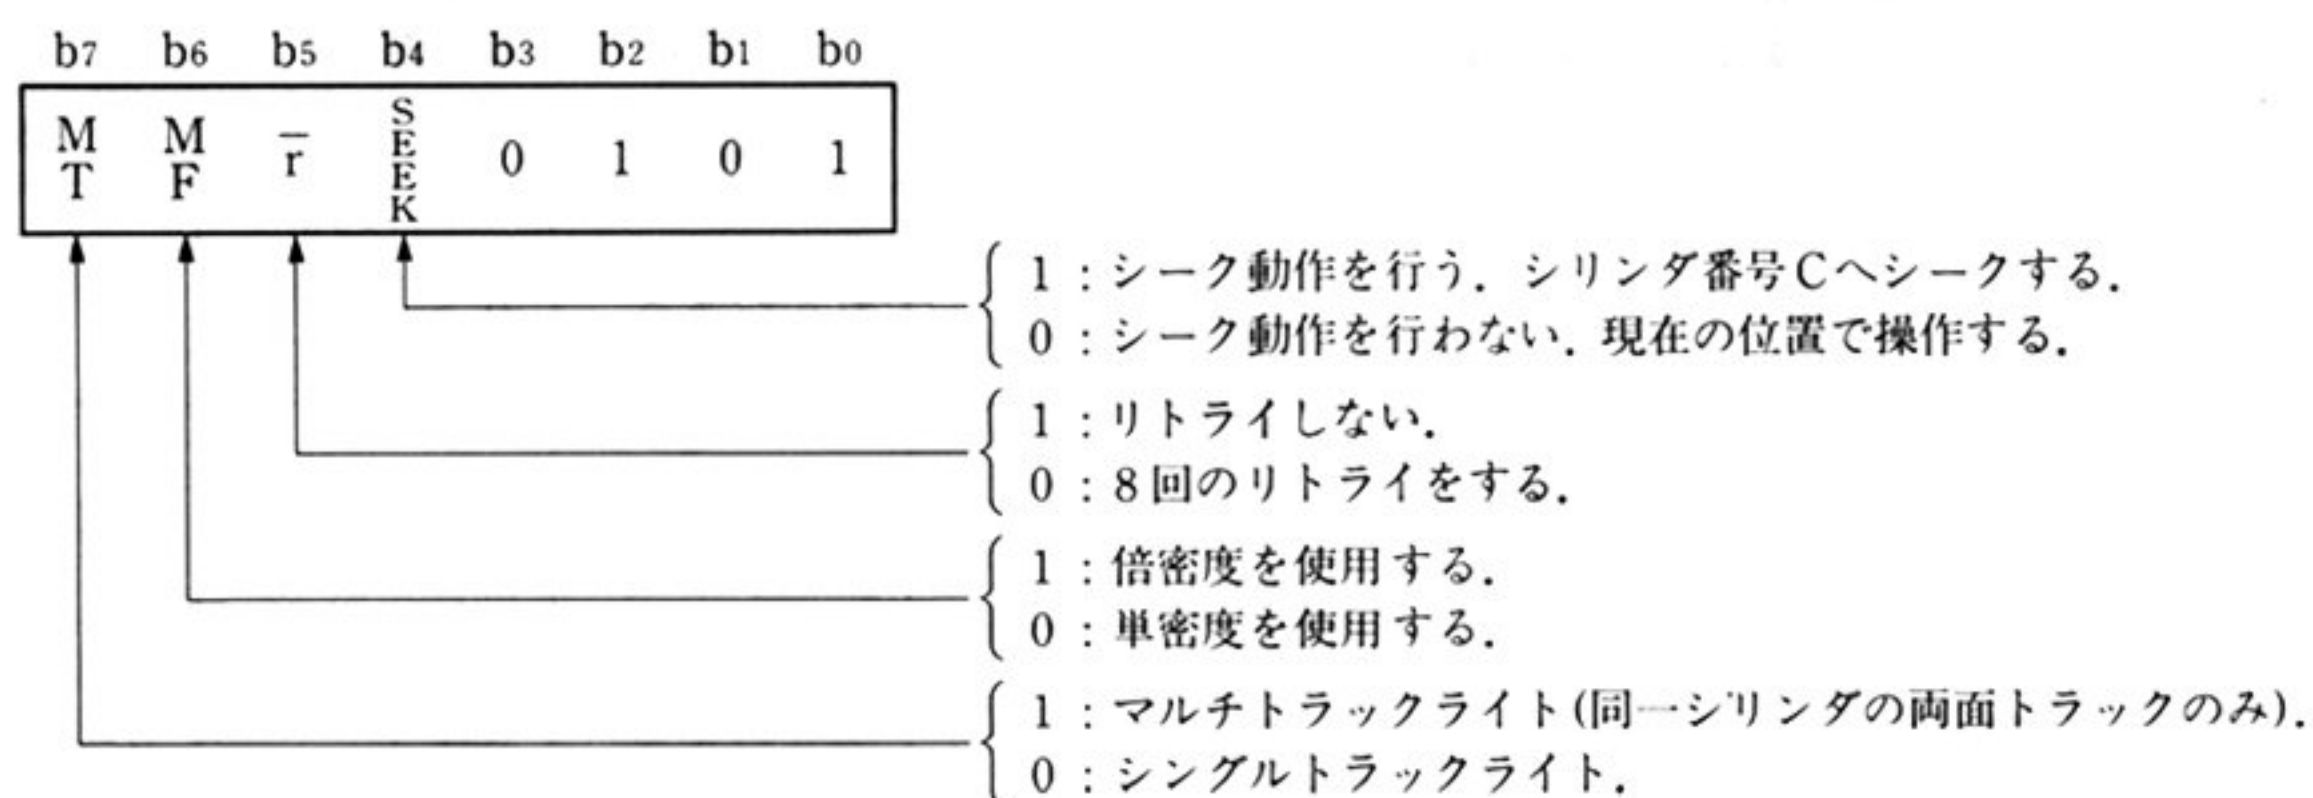 b7 b6 b5 b4 b3 b2 b1 b0
MT MF r̅ SEEK 0 1 0 1
1 : シーク動作を行う. シリンダ番号Cへシークする.
0 : シーク動作を行わない. 現在の位置で操作する.
1 : リトライしない.
0 : 8回のリトライをする.
1 : 倍密度を使用する.
0 : 単密度を使用する.
1 : マルチトラックライト(同一シリンダの両面トラックのみ).
0 : シングルトラックライト.